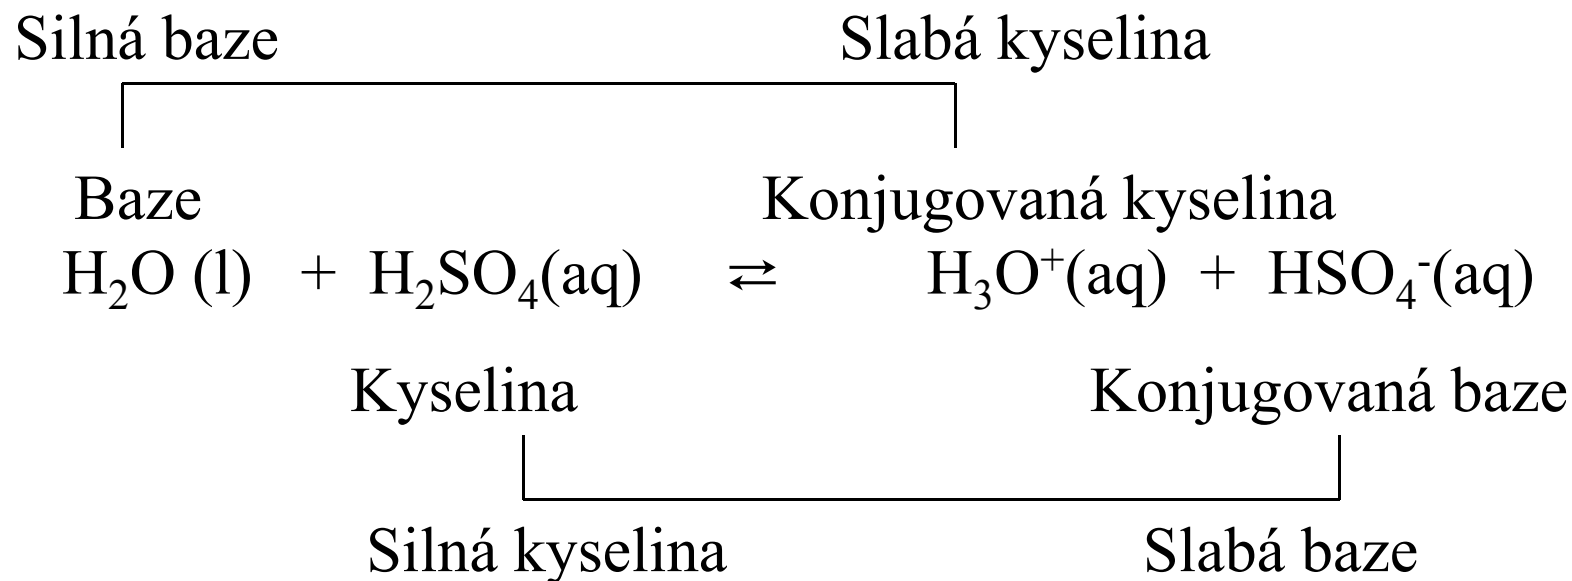 Silná baze Slabá kyselina
Baze Konjugovaná kyselina
H₂O (l) + H₂SO₄(aq) ⇄ H₃O⁺(aq) + HSO₄⁻(aq)
Kyselina Konjugovaná baze
Silná kyselina Slabá baze